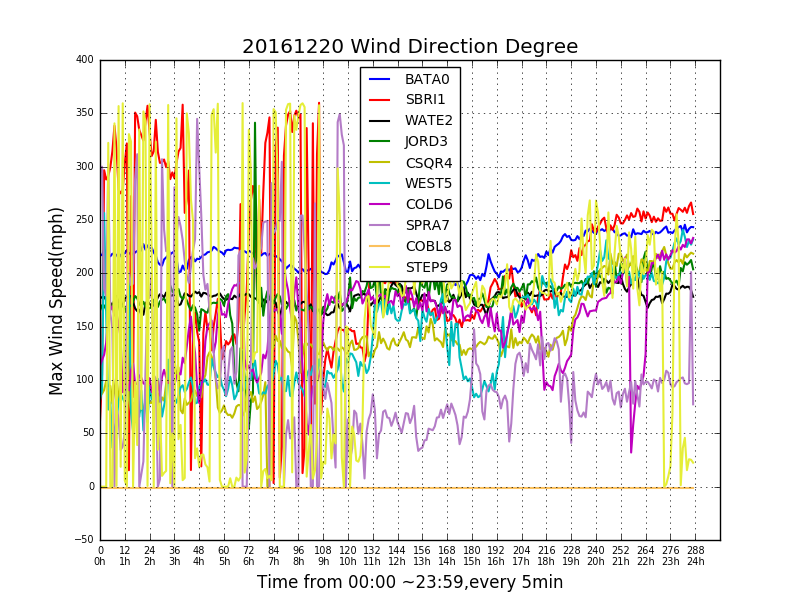 20161220 Wind Direction Degree
Max Wind Speed(mph)
400
350
300
250
200
150
100
50
0
−50
BATA0
SBRI1
WATE2
JORD3
CSQR4
WEST5
COLD6
SPRA7
COBL8
STEP9
0 12 24 36 48 60 72 84 96 108 120 132 144 156 168 180 192 204 216 228 240 252 264 276 288
0h 1h 2h 3h 4h 5h 6h 7h 8h 9h 10h 11h 12h 13h 14h 15h 16h 17h 18h 19h 20h 21h 22h 23h 24h
Time from 00:00 ~23:59,every 5min